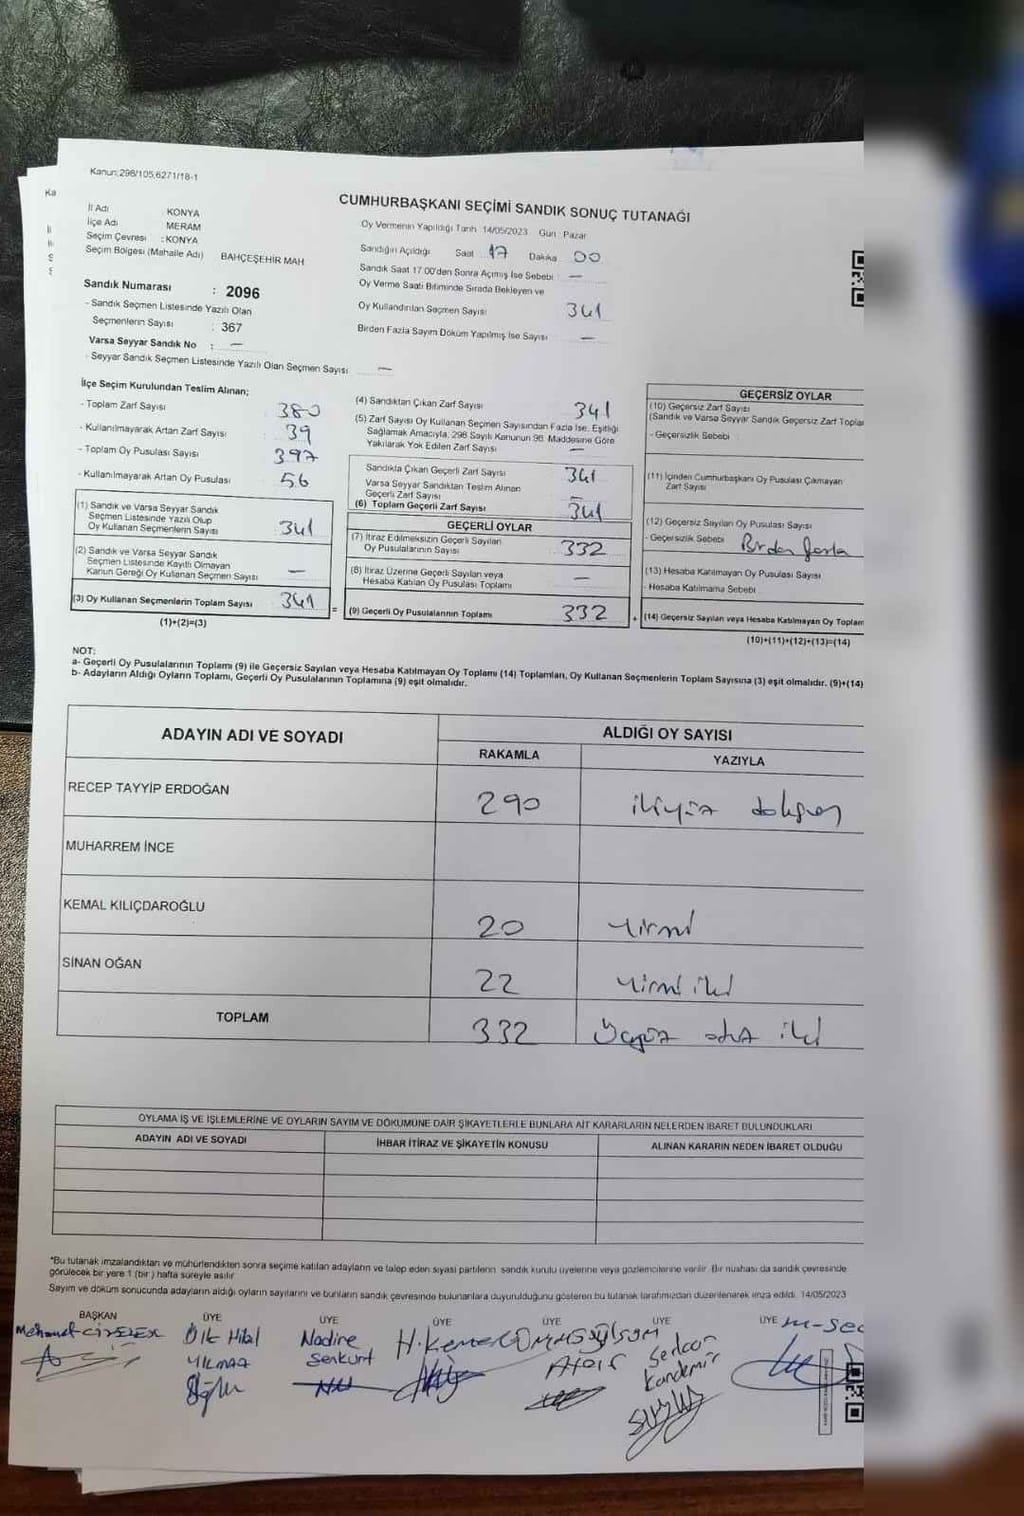 Kanun:298/105,6271/18-1
CUMHURBAŞKANI SEÇİMİ SANDIK SONUÇ TUTANAĞI
İl Adı KONYA
İlçe Adı MERAM
Seçim Çevresi : KONYA
Seçim Bölgesi (Mahalle Adı) BAHÇEŞEHİR MAH
Sandık Numarası : 2096
- Sandık Seçmen Listesinde Yazılı Olan
Seçmenlerin Sayısı : 367
Varsa Seyyar Sandık No : —
- Seyyar Sandık Seçmen Listesinde Yazılı Olan Seçmen Sayısı —
Oy Vermenin Yapıldığı Tarih 14/05/2023 Gün : Pazar
Sandığın Açıldığı Saat 17 Dakika 00
Sandık Saat 17.00'den Sonra Açılmış İse Sebebi : —
Oy Verme Saati Bitiminde Sırada Bekleyen ve
Oy Kullandırılan Seçmen Sayısı 341
Birden Fazla Sayım Döküm Yapılmış İse Sayısı —
İlçe Seçim Kurulundan Teslim Alınan;
- Toplam Zarf Sayısı : 380
- Kullanılmayarak Artan Zarf Sayısı : 39
- Toplam Oy Pusulası Sayısı : 397
- Kullanılmayarak Artan Oy Pusulası : 56
(1) Sandık ve Varsa Seyyar Sandık
Seçmen Listesinde Yazılı Olup
Oy Kullanan Seçmenlerin Sayısı : 341
(2) Sandık ve Varsa Seyyar Sandık
Seçmen Listesinde Kayıtlı Olmayan
Kanun Gereği Oy Kullanan Seçmen Sayısı : —
(3) Oy Kullanan Seçmenlerin Toplam Sayısı 341
(1)+(2)=(3)
(4) Sandıktan Çıkan Zarf Sayısı 341
(5) Zarf Sayısı Oy Kullanan Seçmen Sayısından Fazla İse, Eşitliği
Sağlamak Amacıyla, 298 Sayılı Kanunun 98. Maddesine Göre
Yakılarak Yok Edilen Zarf Sayısı —
Sandıkta Çıkan Geçerli Zarf Sayısı 341
Varsa Seyyar Sandıktan Teslim Alınan
Geçerli Zarf Sayısı —
(6) Toplam Geçerli Zarf Sayısı 341
GEÇERLİ OYLAR
(7) İtiraz Edilmeksizin Geçerli Sayılan
Oy Pusulalarının Sayısı 332
(8) İtiraz Üzerine Geçerli Sayılan veya
Hesaba Katılan Oy Pusulası Toplamı —
= (9) Geçerli Oy Pusulalarının Toplamı 332 +
GEÇERSİZ OYLAR
(10) Geçersiz Zarf Sayısı
(Sandık ve Varsa Seyyar Sandık Geçersiz Zarf Toplam
- Geçersizlik Sebebi :
(11) İçinden Cumhurbaşkanı Oy Pusulası Çıkmayan
Zarf Sayısı
(12) Geçersiz Sayılan Oy Pusulası Sayısı
- Geçersizlik Sebebi : Birden fazla
(13) Hesaba Katılmayan Oy Pusulası Sayısı
- Hesaba Katılmama Sebebi :
(14) Geçersiz Sayılan veya Hesaba Katılmayan Oy Toplam
(10)+(11)+(12)+(13)=(14)
NOT:
a- Geçerli Oy Pusulalarının Toplamı (9) ile Geçersiz Sayılan veya Hesaba Katılmayan Oy Toplamı (14) Toplamları, Oy Kullanan Seçmenlerin Toplam Sayısına (3) eşit olmalıdır. (9)+(14)
b- Adayların Aldığı Oyların Toplamı, Geçerli Oy Pusulalarının Toplamına (9) eşit olmalıdır.
ADAYIN ADI VE SOYADI
ALDIĞI OY SAYISI
RAKAMLA YAZIYLA
RECEP TAYYİP ERDOĞAN 290 ikiyüz doksan
MUHARREM İNCE
KEMAL KILIÇDAROĞLU 20 yirmi
SİNAN OĞAN 22 yirmi iki
TOPLAM 332 üçyüz otuz iki
OYLAMA İŞ VE İŞLEMLERİNE VE OYLARIN SAYIM VE DÖKÜMÜNE DAİR ŞİKAYETLERLE BUNLARA AİT KARARLARIN NELERDEN İBARET BULUNDUKLARI
ADAYIN ADI VE SOYADI İHBAR İTİRAZ VE ŞİKAYETİN KONUSU ALINAN KARARIN NEDEN İBARET OLDUĞU
*Bu tutanak imzalandıktan ve mühürlendikten sonra seçime katılan adayların ve talep eden siyasi partilerin sandık kurulu üyelerine veya gözlemcilerine verilir. Bir nüshası da sandık çevresinde
görülecek bir yere 1 (bir) hafta süreyle asılır
Sayım ve döküm sonucunda adayların aldığı oyların sayılarını ve bunların sandık çevresinde bulunanlara duyurulduğunu gösteren bu tutanak tarafımızdan düzenlenerek imza edildi. 14/05/2023
BAŞKAN ÜYE ÜYE ÜYE ÜYE ÜYE ÜYE
Mehmet Hilal Nadine H. Kemer m-sec
YILMAZ Senkurt Serkan
Kandemir